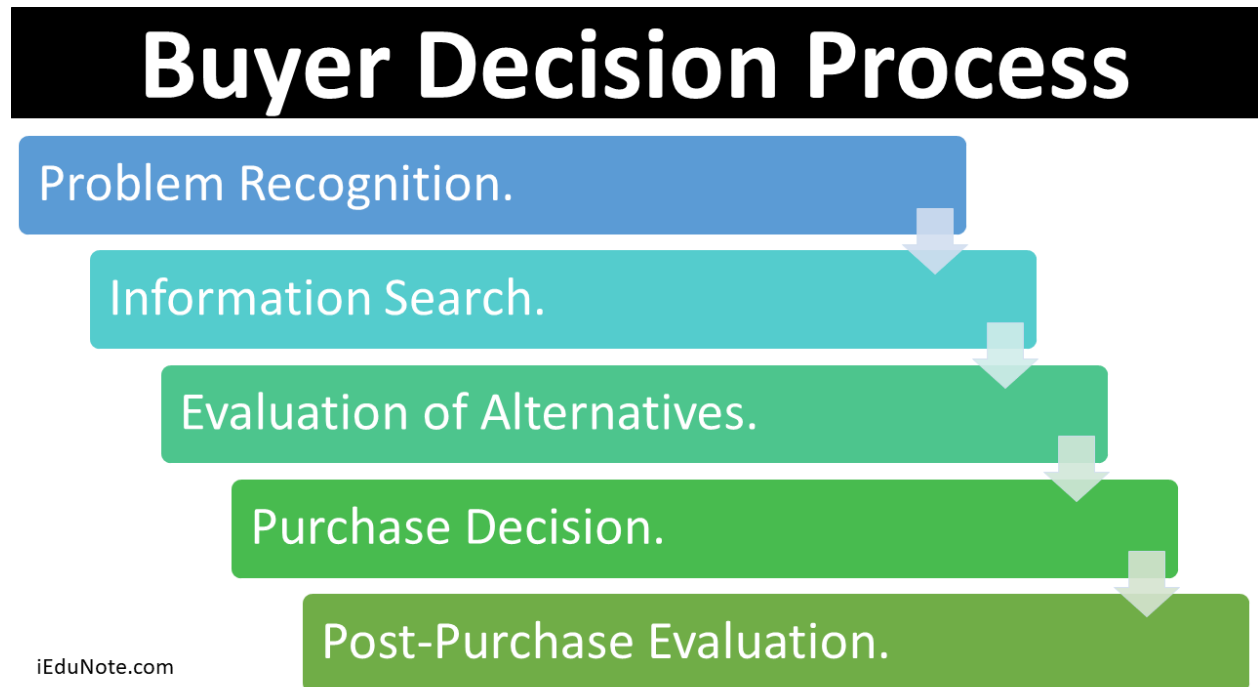 Buyer Decision Process
Problem Recognition.
Information Search.
Evaluation of Alternatives.
Purchase Decision.
Post-Purchase Evaluation.
iEduNote.com